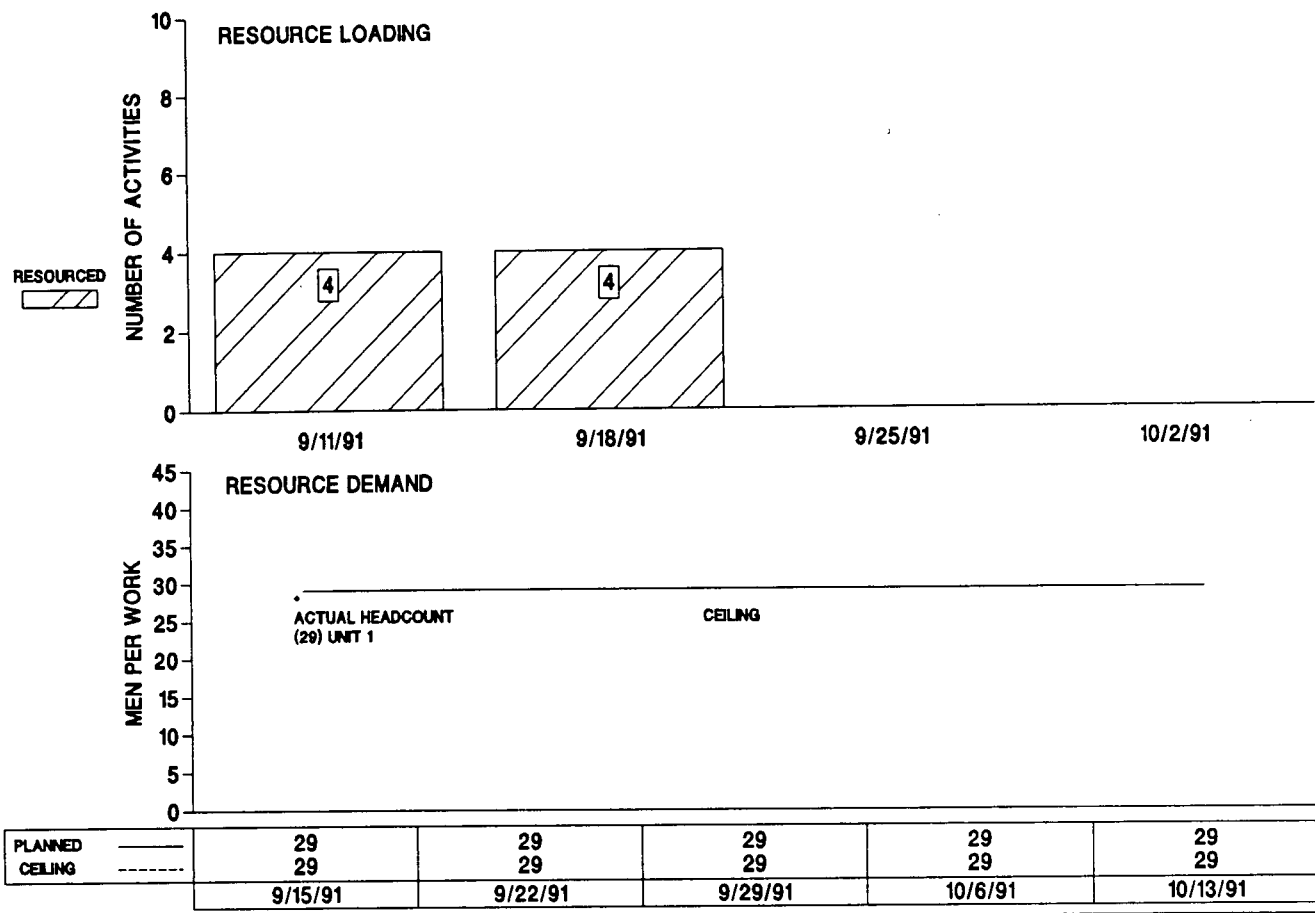 RESOURCE LOADING
NUMBER OF ACTIVITIES
10
8
6
4
2
0
RESOURCED
4
4
9/11/91 9/18/91 9/25/91 10/2/91
RESOURCE DEMAND
MEN PER WORK
45
40
35
30
25
20
15
10
5
0
ACTUAL HEADCOUNT
(29) UNIT 1
CEILING
PLANNED 29 29 29 29 29
CEILING 29 29 29 29 29
9/15/91 9/22/91 9/29/91 10/6/91 10/13/91